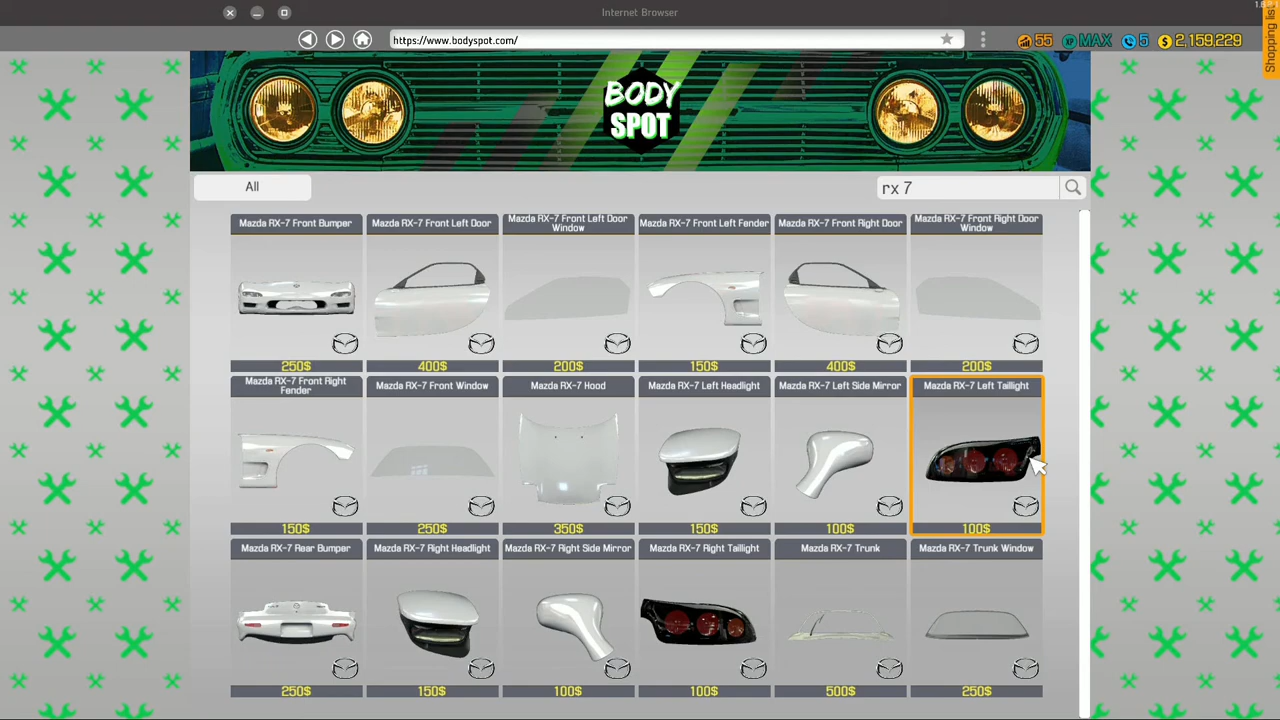 Internet Browser
1.6.2.1
Shopping list
https://www.bodyspot.com/
55
XP MAX
5
$ 2,159,229
BODY
SPOT
All
rx 7
Mazda RX-7 Front Bumper
Mazda RX-7 Front Left Door
Mazda RX-7 Front Left Door
Window
Mazda RX-7 Front Left Fender
Mazda RX-7 Front Right Door
Mazda RX-7 Front Right Door
Window
250$
400$
200$
150$
400$
200$
Mazda RX-7 Front Right
Fender
Mazda RX-7 Front Window
Mazda RX-7 Hood
Mazda RX-7 Left Headlight
Mazda RX-7 Left Side Mirror
Mazda RX-7 Left Taillight
150$
250$
350$
150$
100$
100$
Mazda RX-7 Rear Bumper
Mazda RX-7 Right Headlight
Mazda RX-7 Right Side Mirror
Mazda RX-7 Right Taillight
Mazda RX-7 Trunk
Mazda RX-7 Trunk Window
250$
150$
100$
100$
500$
250$